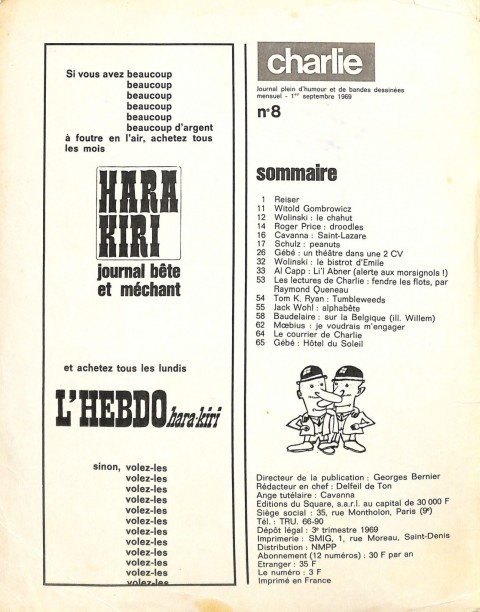 Si vous avez beaucoup
beaucoup
beaucoup
beaucoup
beaucoup
beaucoup d'argent
à foutre en l'air, achetez tous
les mois
HARA
KIRI
journal bête
et méchant
et achetez tous les lundis
L'HEBDO hara-kiri
sinon, volez-les
volez-les
volez-les
volez-les
volez-les
volez-les
volez-les
volez-les
volez-les
volez-les
volez-les
volez-les
charlie
Journal plein d'humour et de bandes dessinées
mensuel - 1er septembre 1969
n°8
sommaire
1 Reiser
11 Witold Gombrowicz
12 Wolinski : le chahut
14 Roger Price : droodles
16 Cavanna : Saint-Lazare
17 Schulz : peanuts
26 Gébé : un théâtre dans une 2 CV
32 Wolinski : le bistrot d'Emile
33 Al Capp : Li'l Abner (alerte aux morsignols !)
53 Les lectures de Charlie : fendre les flots, par
Raymond Queneau
54 Tom K. Ryan : Tumbleweeds
55 Jack Wohl : alphabête
58 Baudelaire : sur la Belgique (ill. Willem)
62 Mœbius : je voudrais m'engager
64 Le courrier de Charlie
65 Gébé : Hôtel du Soleil
Directeur de la publication : Georges Bernier
Rédacteur en chef : Delfeil de Ton
Ange tutélaire : Cavanna
Editions du Square, s.a.r.l. au capital de 30 000 F
Siège social : 35, rue Montholon, Paris (9e)
Tél. : TRU. 66-90
Dépôt légal : 3e trimestre 1969
Imprimerie : SMIG, 1, rue Moreau, Saint-Denis
Distribution : NMPP
Abonnement (12 numéros) : 30 F par an
Etranger : 35 F
Le numéro : 3 F
Imprimé en France